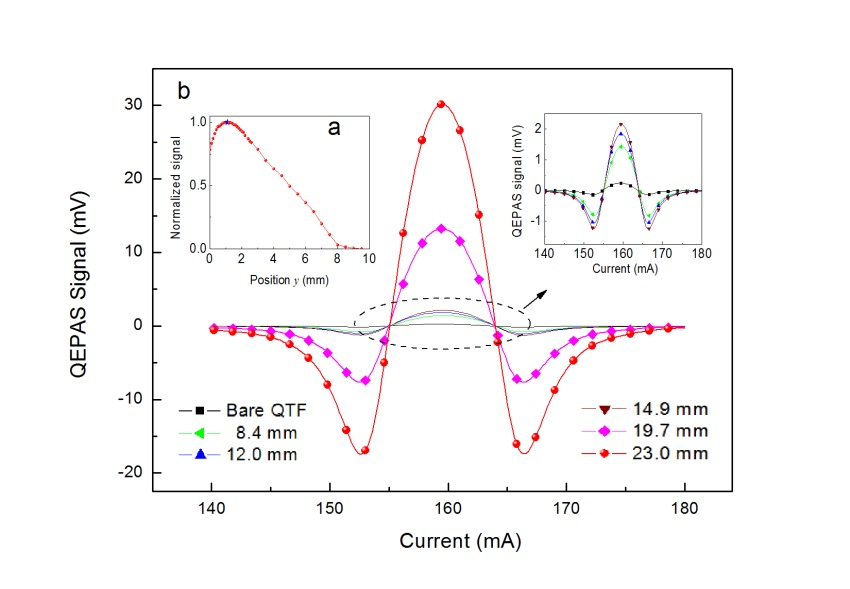 b
a
30
20
10
0
-10
-20
140
150
160
170
180
QEPAS Signal (mV)
Current (mA)
1.0
0.5
0.0
0
2
4
6
8
10
Normalized signal
Position y (mm)
2
1
0
-1
140
150
160
170
180
QEPAS signal (mV)
Current (mA)
Bare QTF
8.4 mm
12.0 mm
14.9 mm
19.7 mm
23.0 mm